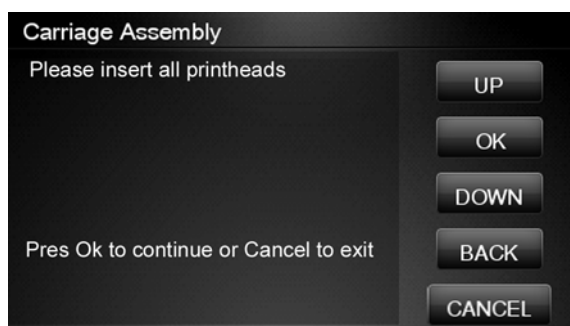 Carriage Assembly
Please insert all printheads
UP
OK
DOWN
Pres Ok to continue or Cancel to exit
BACK
CANCEL